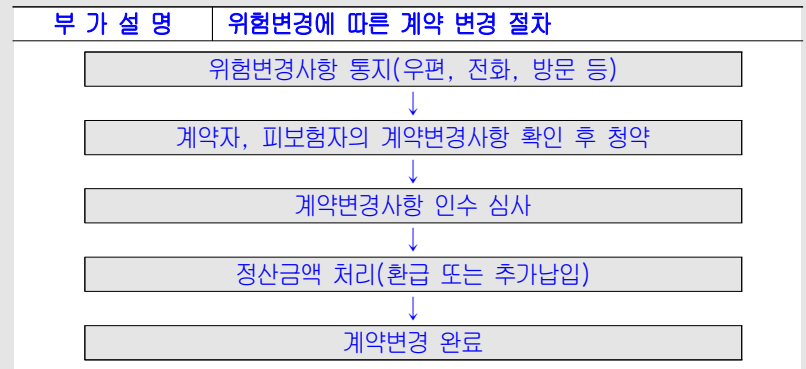 부 가 설 명 위험변경에 따른 계약 변경 절차
위험변경사항 통지(우편, 전화, 방문 등)
↓
계약자, 피보험자의 계약변경사항 확인 후 청약
↓
계약변경사항 인수 심사
↓
정산금액 처리(환급 또는 추가납입)
↓
계약변경 완료